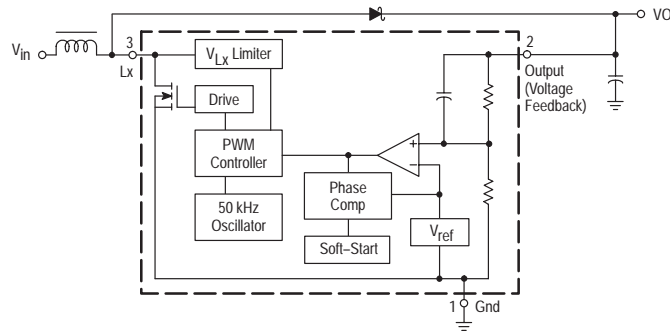 VO
Vin
3
Lx
VLx Limiter
2
Output
(Voltage
Feedback)
Drive
PWM
Controller
+
−
50 kHz
Oscillator
Phase
Comp
Vref
Soft–Start
1
Gnd